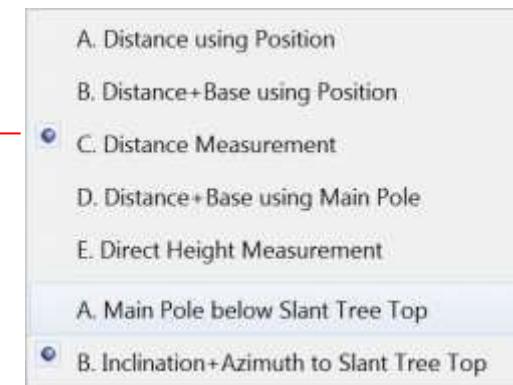 A. Distance using Position
B. Distance+Base using Position
C. Distance Measurement
D. Distance+Base using Main Pole
E. Direct Height Measurement
A. Main Pole below Slant Tree Top
B. Inclination+Azimuth to Slant Tree Top